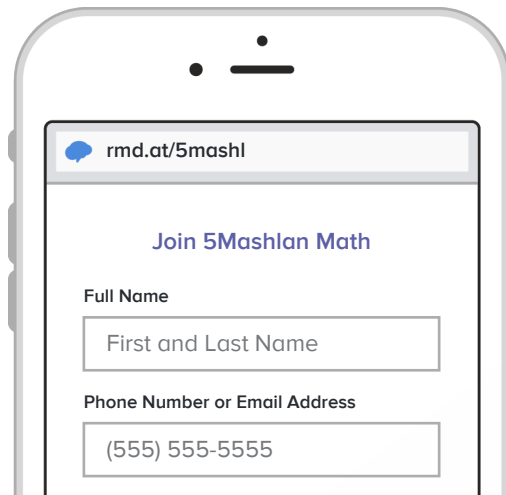 rmd.at/5mashl
Join 5Mashlan Math
Full Name
First and Last Name
Phone Number or Email Address
(555) 555-5555